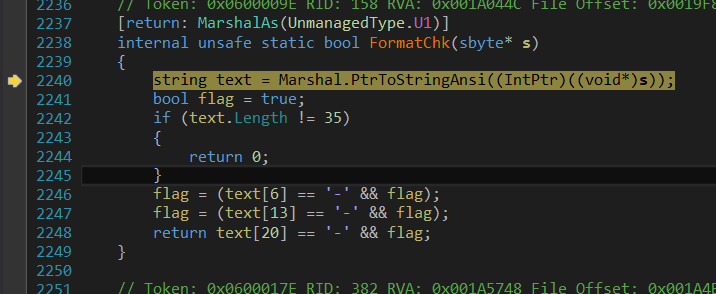 2236 // Token: 0x0600009E RID: 158 RVA: 0x001A044C File Offset: 0x0019F8
2237 [return: MarshalAs(UnmanagedType.U1)]
2238 internal unsafe static bool FormatChk(sbyte* s)
2239 {
2240 string text = Marshal.PtrToStringAnsi((IntPtr)((void*)s));
2241 bool flag = true;
2242 if (text.Length != 35)
2243 {
2244 return 0;
2245 }
2246 flag = (text[6] == '-' && flag);
2247 flag = (text[13] == '-' && flag);
2248 return text[20] == '-' && flag;
2249 }
2250
2251 // Token: 0x0600017E RID: 382 RVA: 0x001A5748 File Offset: 0x001A4B